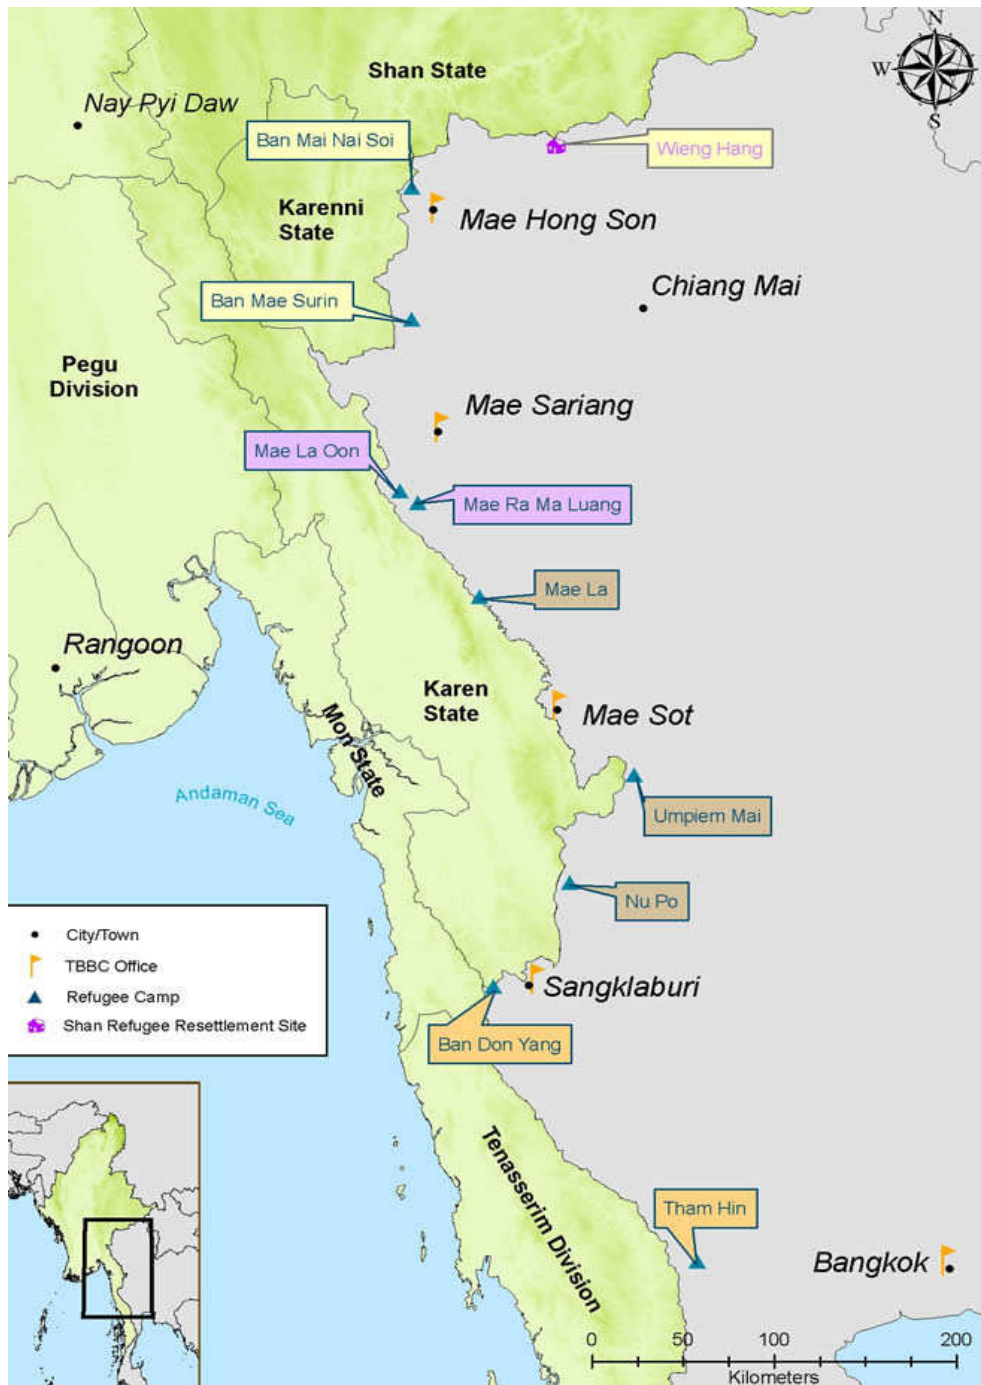 N
W
S
Shan State
Nay Pyi Daw
Ban Mai Nai Soi
Wieng Hang
Karenni
State
Mae Hong Son
Chiang Mai
Ban Mae Surin
Pegu
Division
Mae Sariang
Mae La Oon
Mae Ra Ma Luang
Mae La
Rangoon
Karen
State
Mon State
Mae Sot
Andaman Sea
Umpiem Mai
Nu Po
City/Town
TBBC Office
Refugee Camp
Shan Refugee Resettlement Site
Sangklaburi
Ban Don Yang
Tenasserim Division
Tham Hin
Bangkok
0 50 100 200
Kilometers